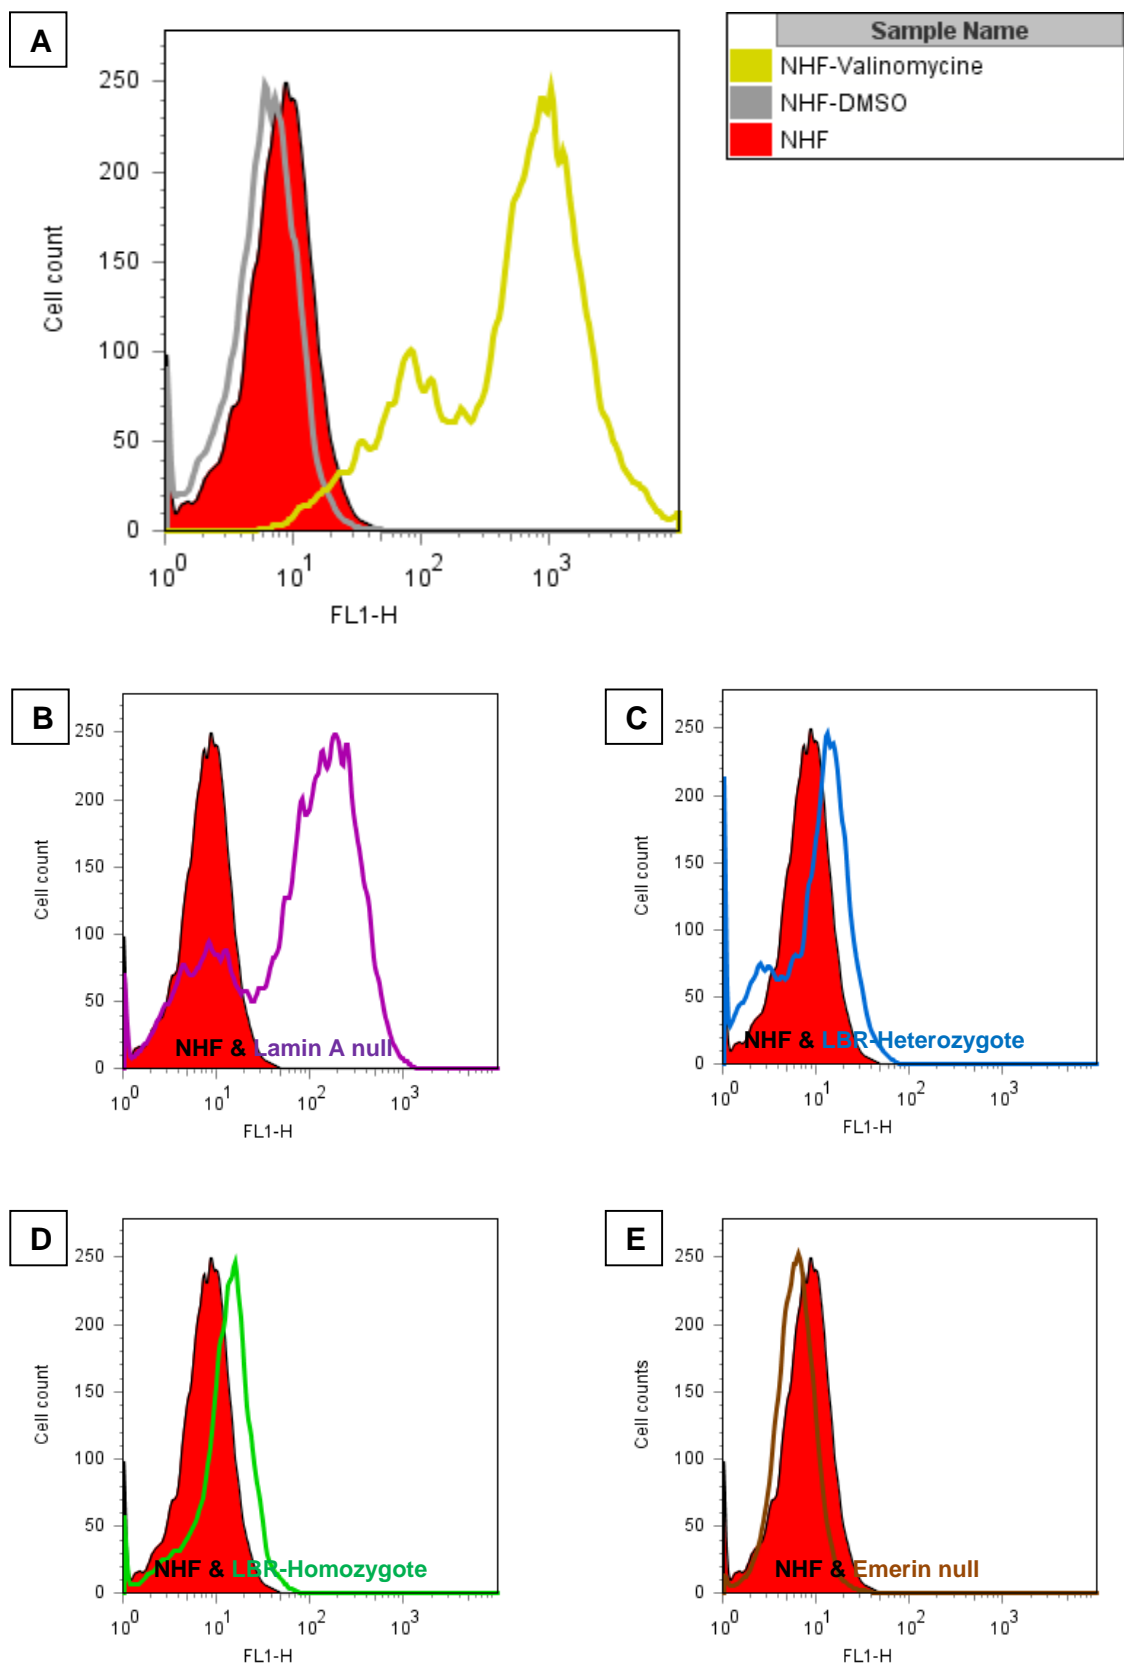 A
Sample Name
NHF-Valinomycine
NHF-DMSO
NHF
250
200
150
100
50
0
Cell count
10^0 10^1 10^2 10^3
FL1-H
B
250
200
150
100
50
0
Cell count
NHF & Lamin A null
10^0 10^1 10^2 10^3
FL1-H
C
250
200
150
100
50
0
Cell count
NHF & LBR-Heterozygote
10^0 10^1 10^2 10^3
FL1-H
D
250
200
150
100
50
0
Cell count
NHF & LBR-Homozygote
10^0 10^1 10^2 10^3
FL1-H
E
250
200
150
100
50
0
Cell counts
NHF & Emerin null
10^0 10^1 10^2 10^3
FL1-H